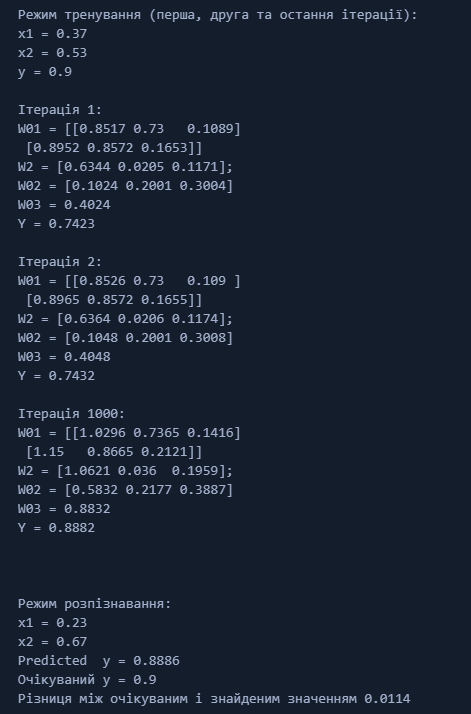 Режим тренування (перша, друга та остання ітерації):
x1 = 0.37
x2 = 0.53
y = 0.9
Ітерація 1:
W01 = [[0.8517 0.73   0.1089]
 [0.8952 0.8572 0.1653]]
W2 = [0.6344 0.0205 0.1171];
W02 = [0.1024 0.2001 0.3004]
W03 = 0.4024
Y = 0.7423
Ітерація 2:
W01 = [[0.8526 0.73   0.109 ]
 [0.8965 0.8572 0.1655]]
W2 = [0.6364 0.0206 0.1174];
W02 = [0.1048 0.2001 0.3008]
W03 = 0.4048
Y = 0.7432
Ітерація 1000:
W01 = [[1.0296 0.7365 0.1416]
 [1.15   0.8665 0.2121]]
W2 = [1.0621 0.036  0.1959];
W02 = [0.5832 0.2177 0.3887]
W03 = 0.8832
Y = 0.8882
Режим розпізнавання:
x1 = 0.23
x2 = 0.67
Predicted  y = 0.8886
Очікуваний y = 0.9
Різниця між очікуваним і знайденим значенням 0.0114